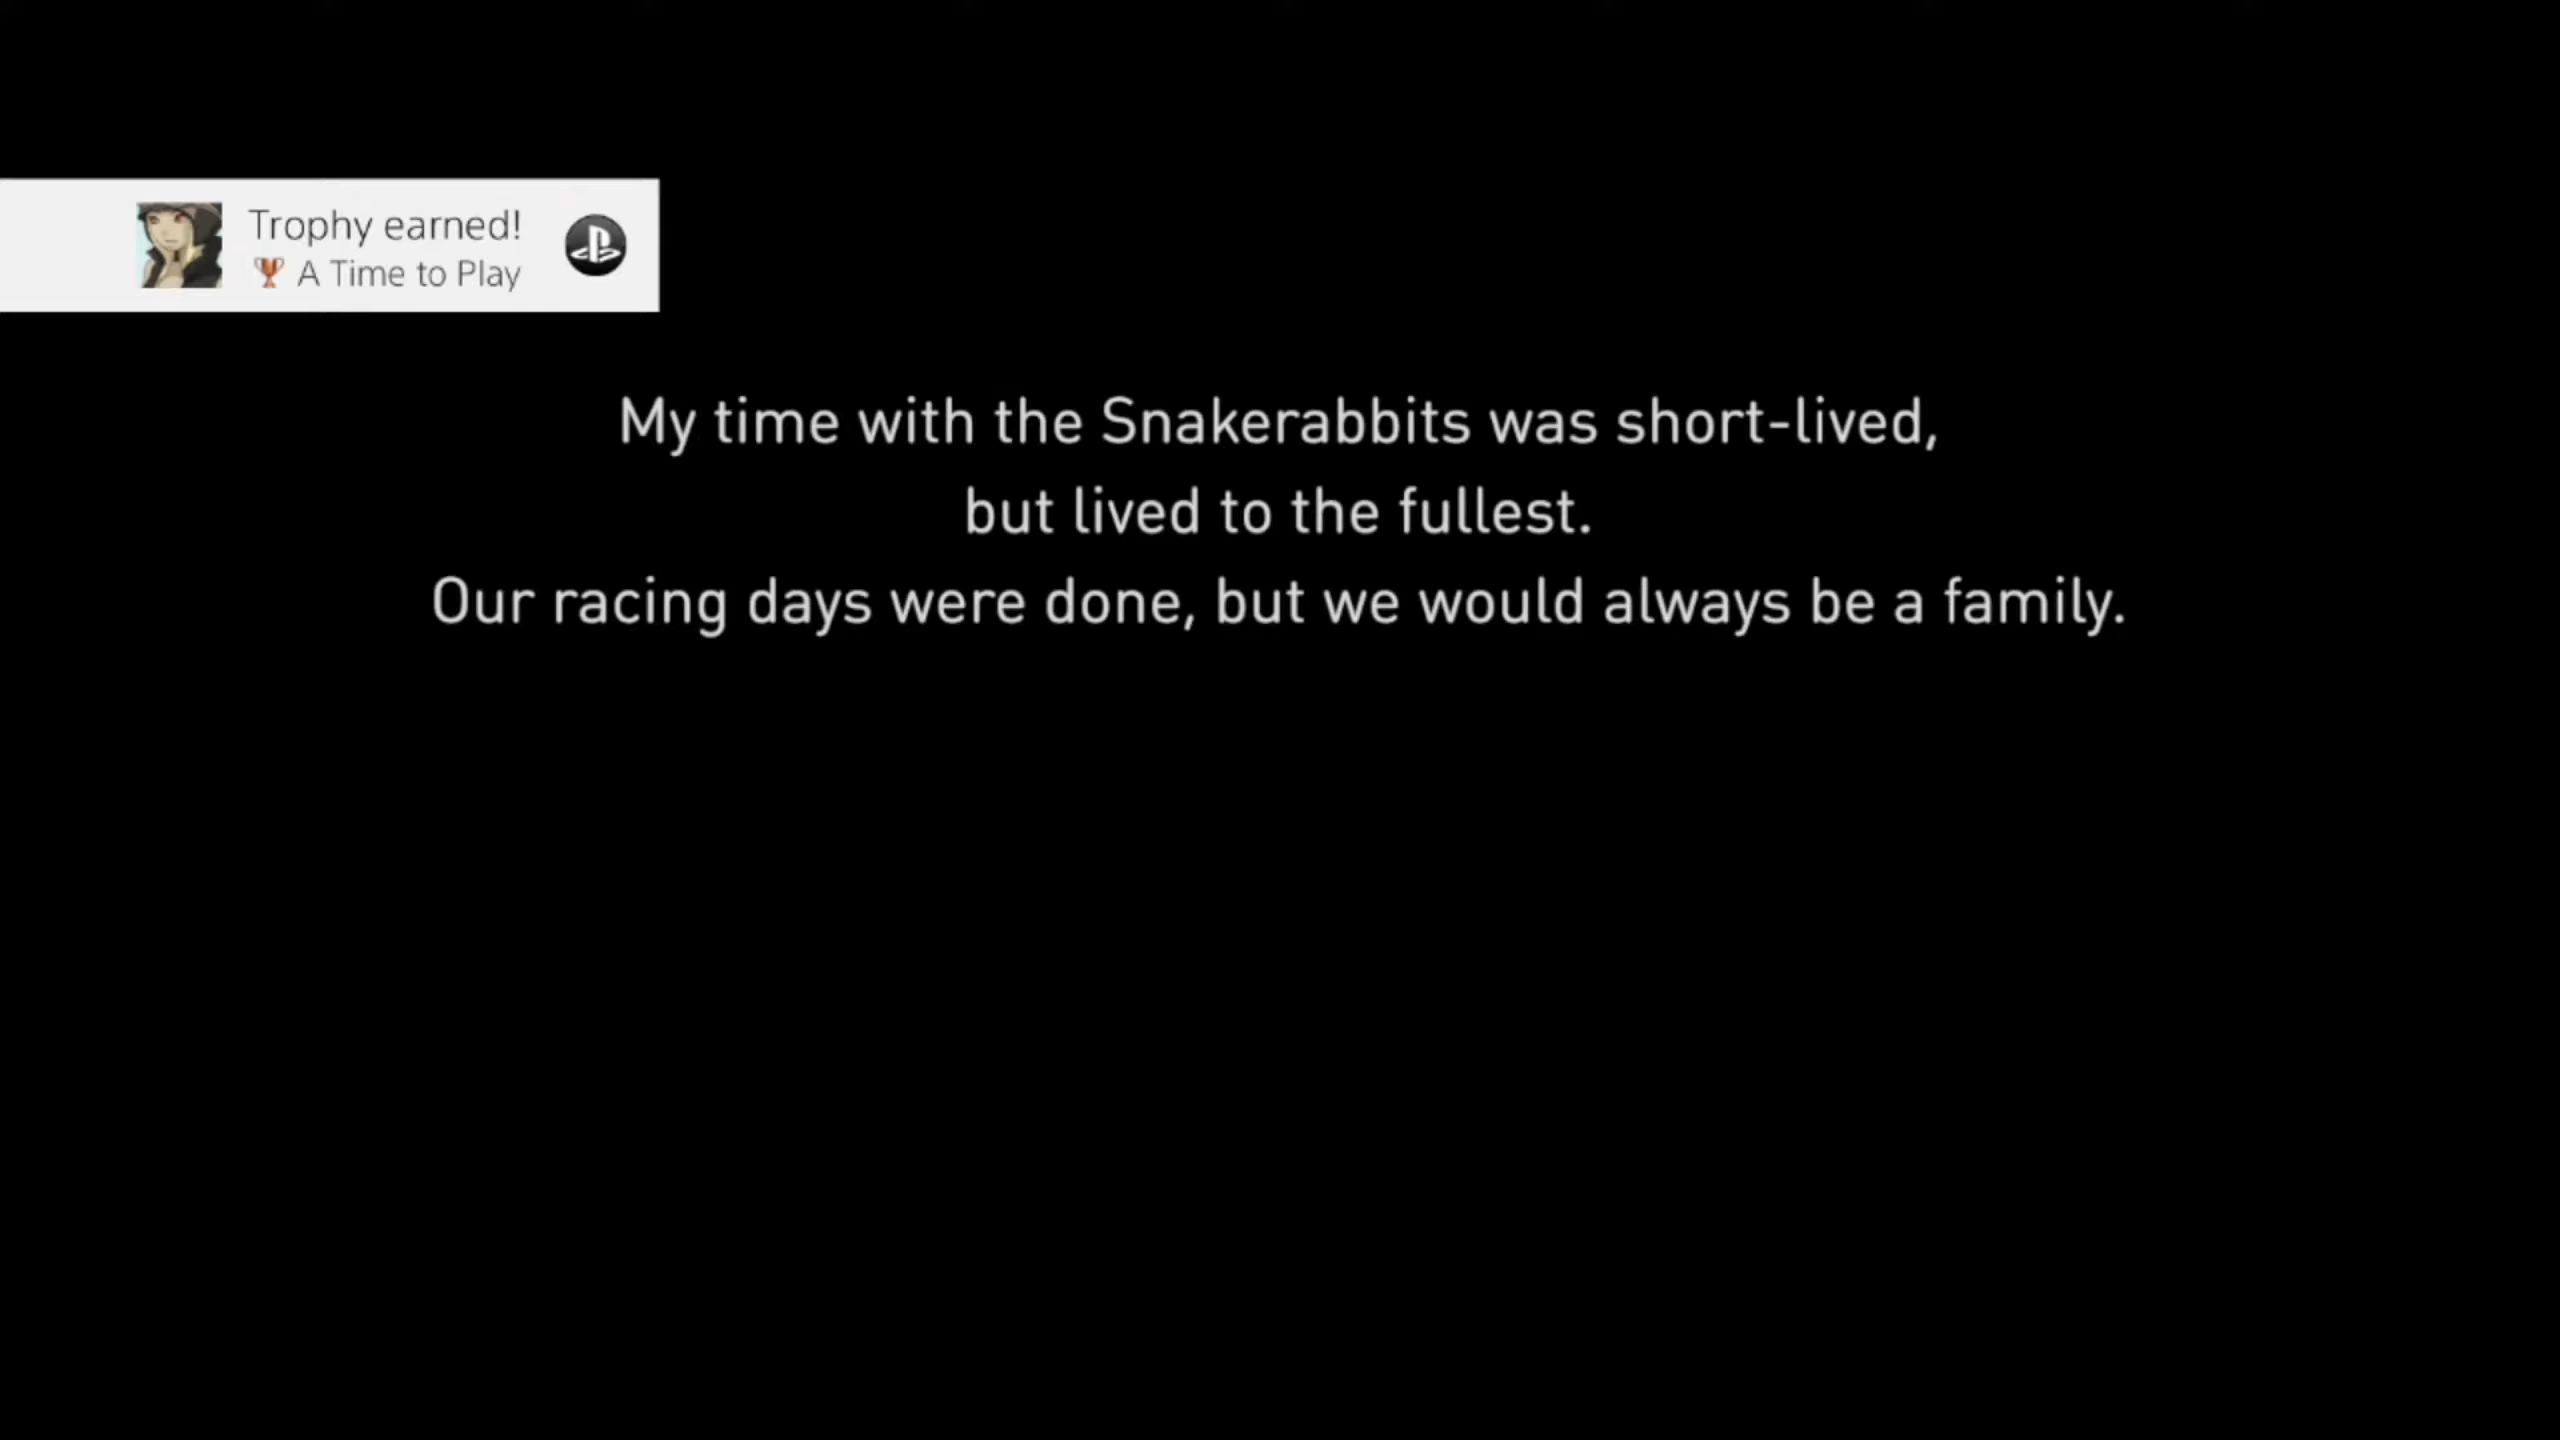 Trophy earned!
A Time to Play
My time with the Snakerabbits was short-lived,
but lived to the fullest.
Our racing days were done, but we would always be a family.